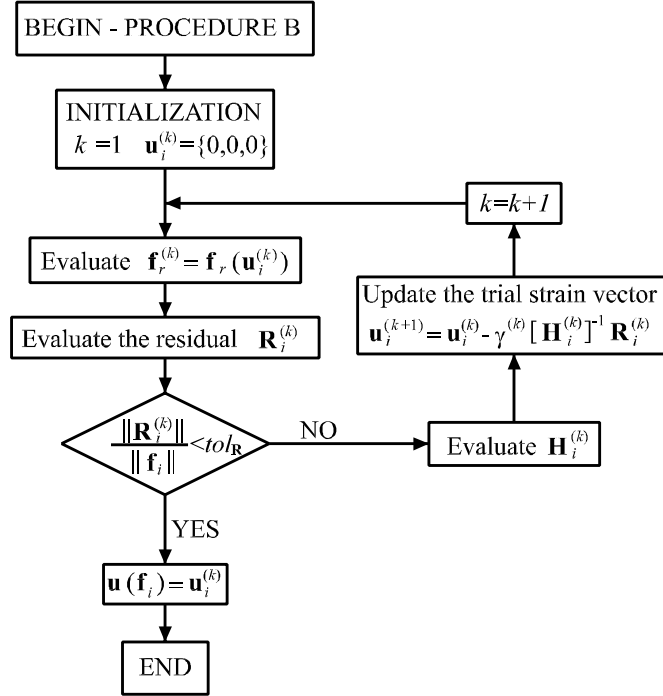 BEGIN - PROCEDURE B
INITIALIZATION
k =1 u_i^(k)={0,0,0}
k=k+1
Evaluate f_r^(k)= f_r(u_i^(k))
Update the trial strain vector
u_i^(k+1)= u_i^(k)- γ^(k)[H_i^(k)]^-1 R_i^(k)
Evaluate the residual R_i^(k)
‖R_i^(k)‖
‖f_i‖
<tol_R
NO
Evaluate H_i^(k)
YES
u(f_i)= u_i^(k)
END